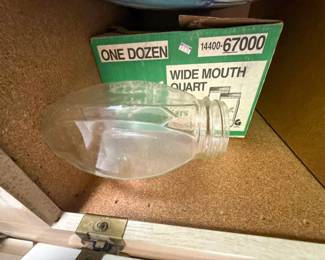 ONE DOZEN
14400-67000
WIDE MOUTH
QUART